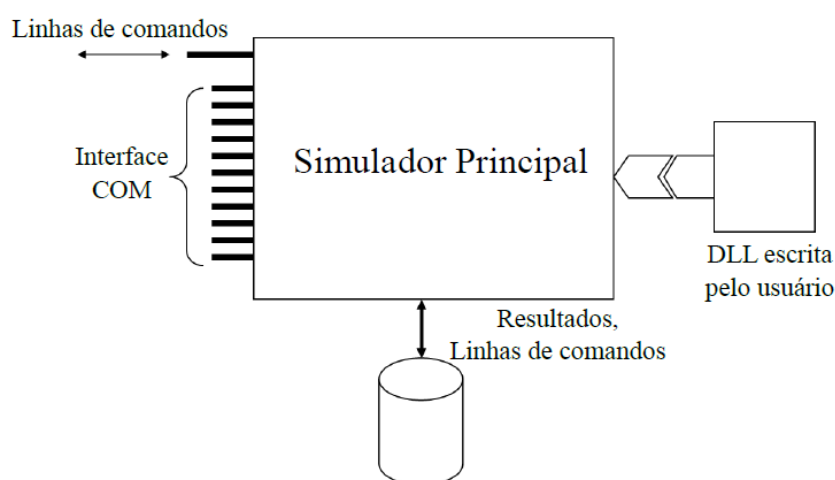 Linhas de comandos
Interface
COM
Simulador Principal
DLL escrita
pelo usuário
Resultados,
Linhas de comandos